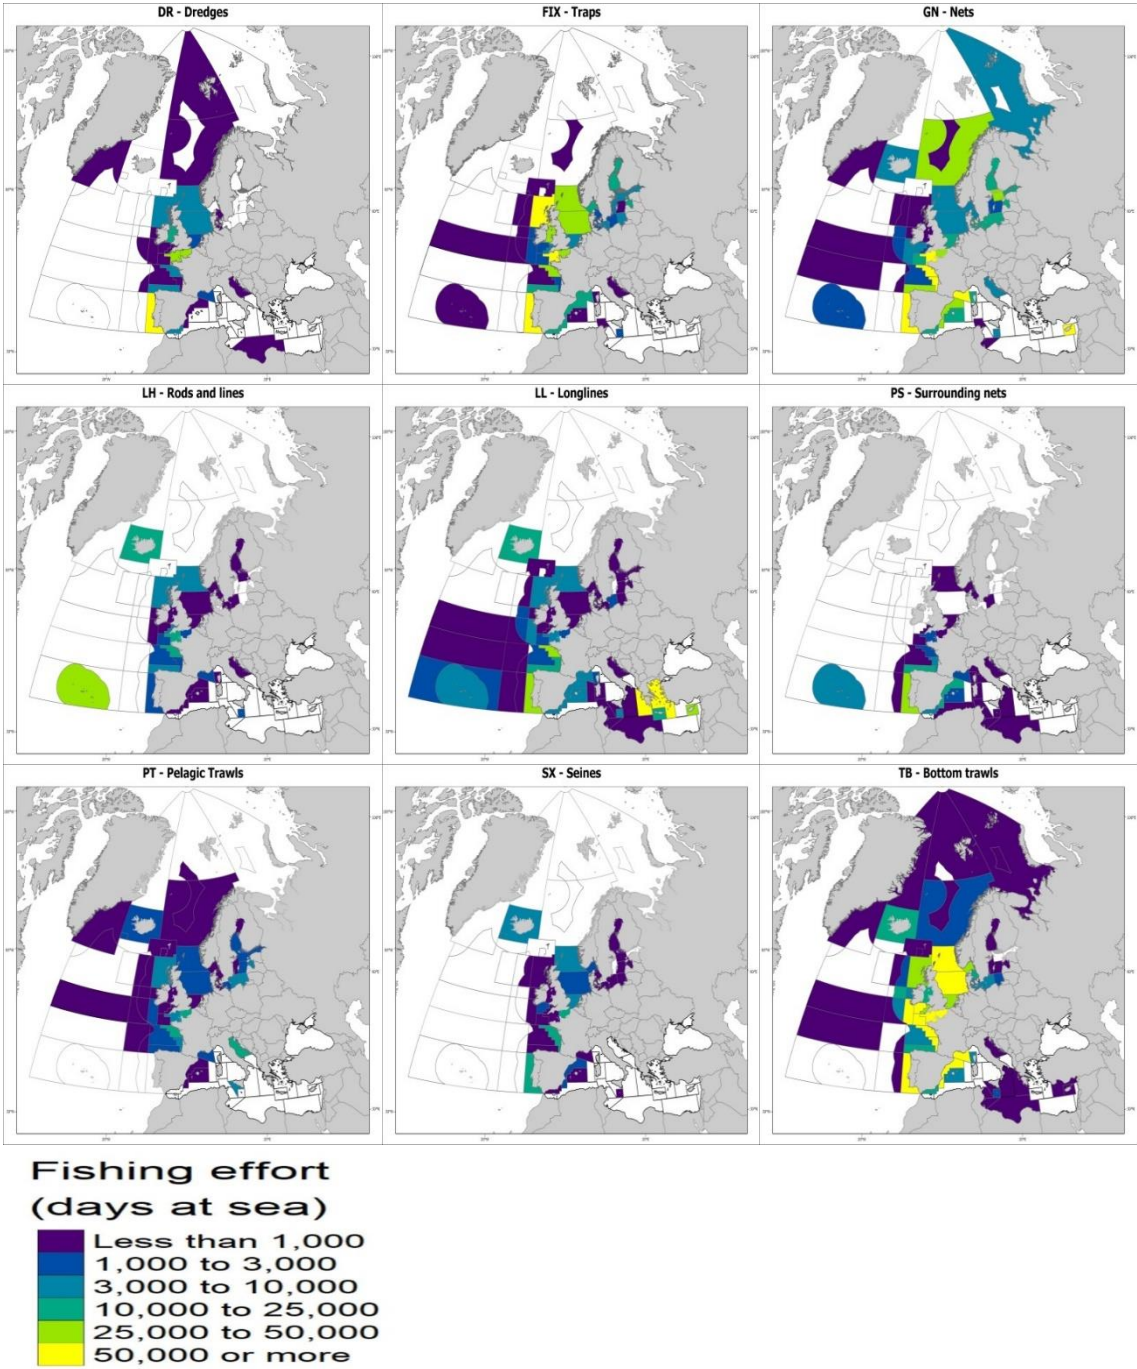 DR - Dredges
FIX - Traps
GN - Nets
LH - Rods and lines
LL - Longlines
PS - Surrounding nets
PT - Pelagic Trawls
SX - Seines
TB - Bottom trawls
Fishing effort
(days at sea)
Less than 1,000
1,000 to 3,000
3,000 to 10,000
10,000 to 25,000
25,000 to 50,000
50,000 or more